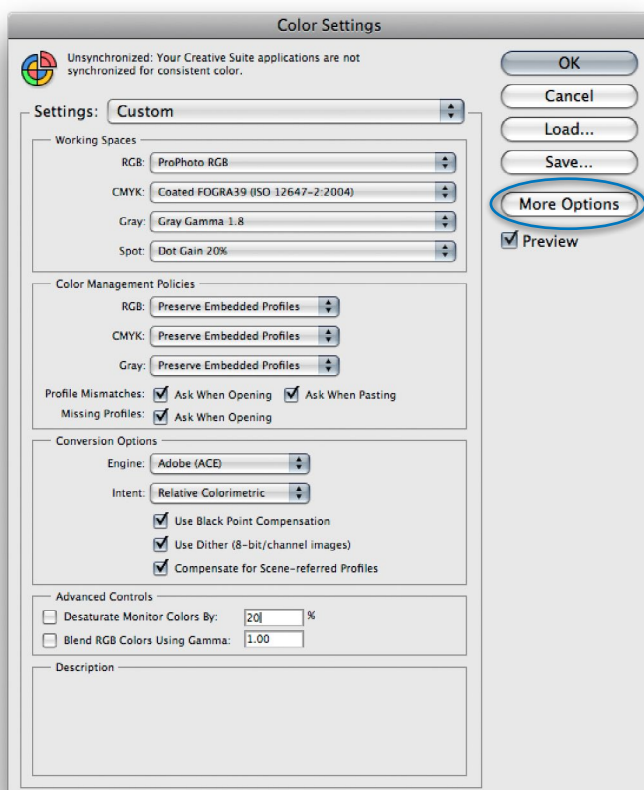 Color Settings
Unsynchronized: Your Creative Suite applications are not
synchronized for consistent color.
Settings: Custom
Working Spaces
RGB: ProPhoto RGB
CMYK: Coated FOGRA39 (ISO 12647-2:2004)
Gray: Gray Gamma 1.8
Spot: Dot Gain 20%
Color Management Policies
RGB: Preserve Embedded Profiles
CMYK: Preserve Embedded Profiles
Gray: Preserve Embedded Profiles
Profile Mismatches: Ask When Opening Ask When Pasting
Missing Profiles: Ask When Opening
Conversion Options
Engine: Adobe (ACE)
Intent: Relative Colorimetric
Use Black Point Compensation
Use Dither (8-bit/channel images)
Compensate for Scene-referred Profiles
Advanced Controls
Desaturate Monitor Colors By: 20 %
Blend RGB Colors Using Gamma: 1.00
Description
OK
Cancel
Load...
Save...
More Options
Preview